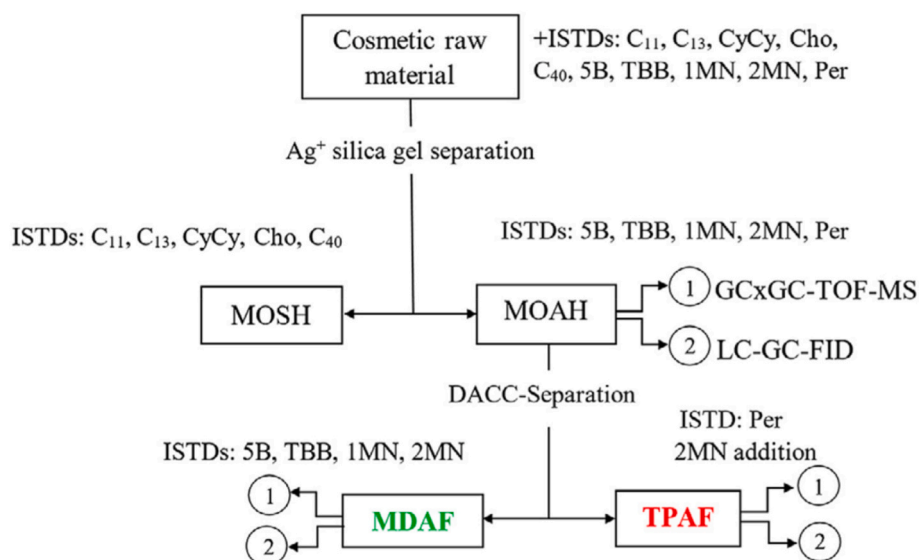 Cosmetic raw
material
+ISTDs: C₁₁, C₁₃, CyCy, Cho,
C₄₀, 5B, TBB, 1MN, 2MN, Per
Ag⁺ silica gel separation
ISTDs: C₁₁, C₁₃, CyCy, Cho, C₄₀
ISTDs: 5B, TBB, 1MN, 2MN, Per
MOSH
MOAH
1 GCxGC-TOF-MS
2 LC-GC-FID
DACC-Separation
ISTDs: 5B, TBB, 1MN, 2MN
ISTD: Per
2MN addition
1
2
MDAF
TPAF
1
2